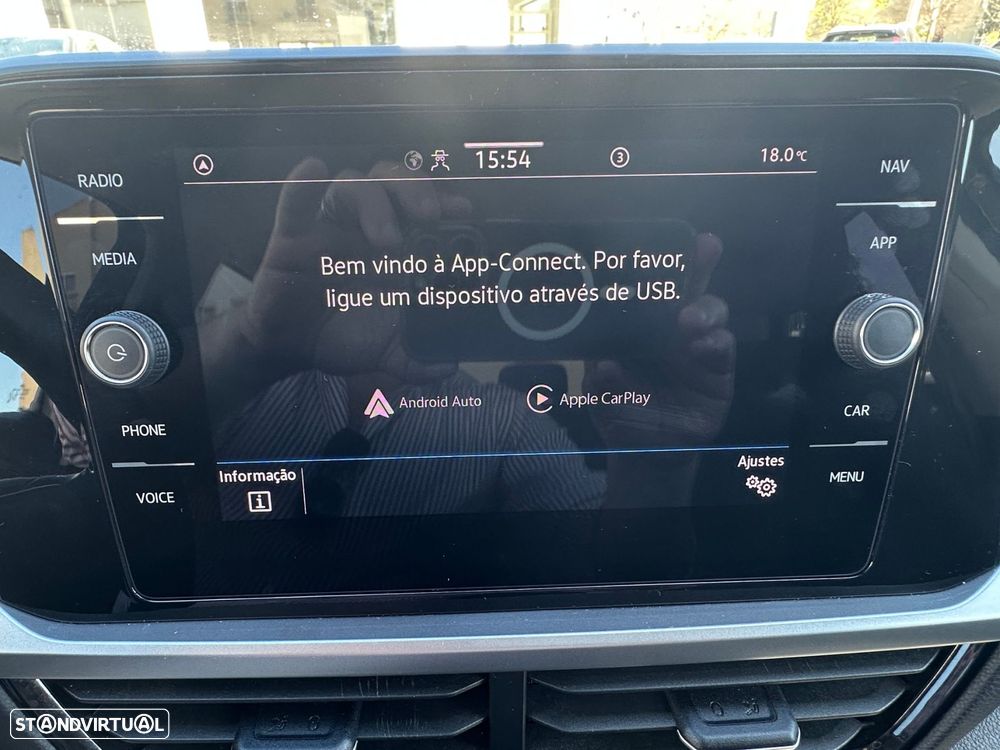 15:54
3
18.0°C
RADIO
NAV
MEDIA
APP
Bem vindo à App-Connect. Por favor,
ligue um dispositivo através de USB.
Android Auto
Apple CarPlay
PHONE
CAR
VOICE
MENU
Informação
i
Ajustes
STANDVIRTUAL